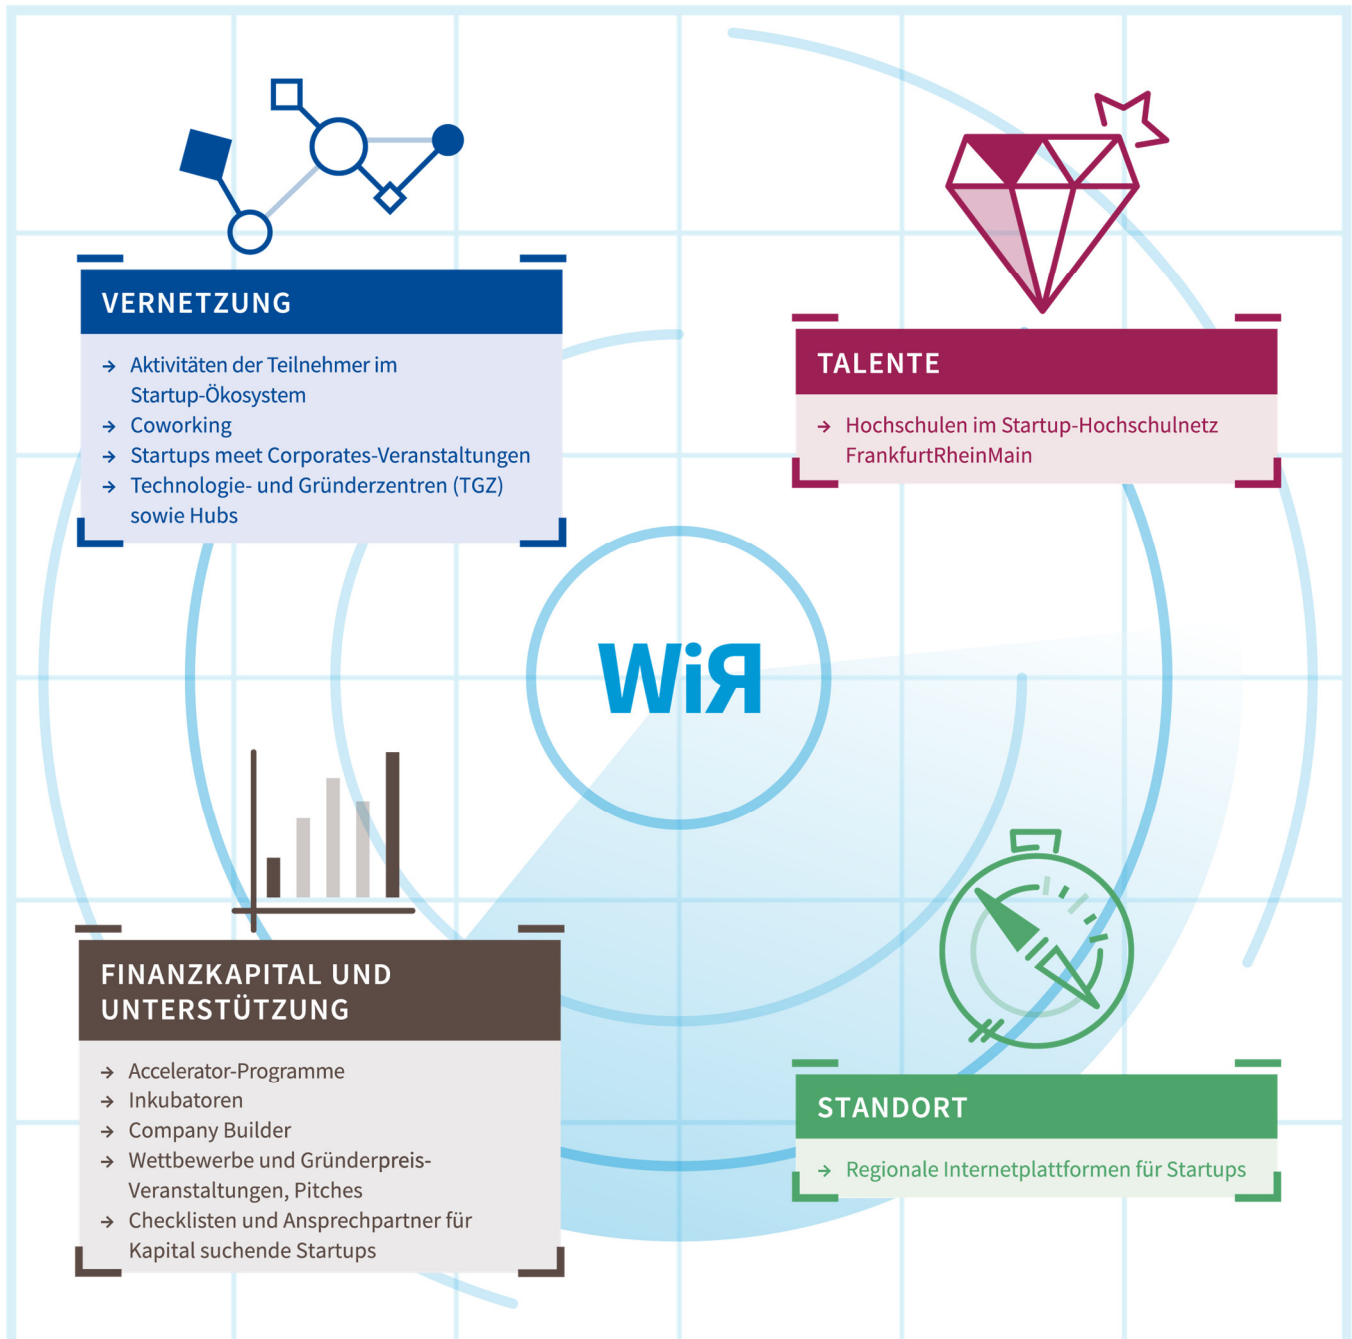 VERNETZUNG
→ Aktivitäten der Teilnehmer im
Startup-Ökosystem
→ Coworking
→ Startups meet Corporates-Veranstaltungen
→ Technologie- und Gründerzentren (TGZ)
sowie Hubs
TALENTE
→ Hochschulen im Startup-Hochschulnetz
FrankfurtRheinMain
WiR
FINANZKAPITAL UND
UNTERSTÜTZUNG
→ Accelerator-Programme
→ Inkubatoren
→ Company Builder
→ Wettbewerbe und Gründerpreis-
Veranstaltungen, Pitches
→ Checklisten und Ansprechpartner für
Kapital suchende Startups
STANDORT
→ Regionale Internetplattformen für Startups